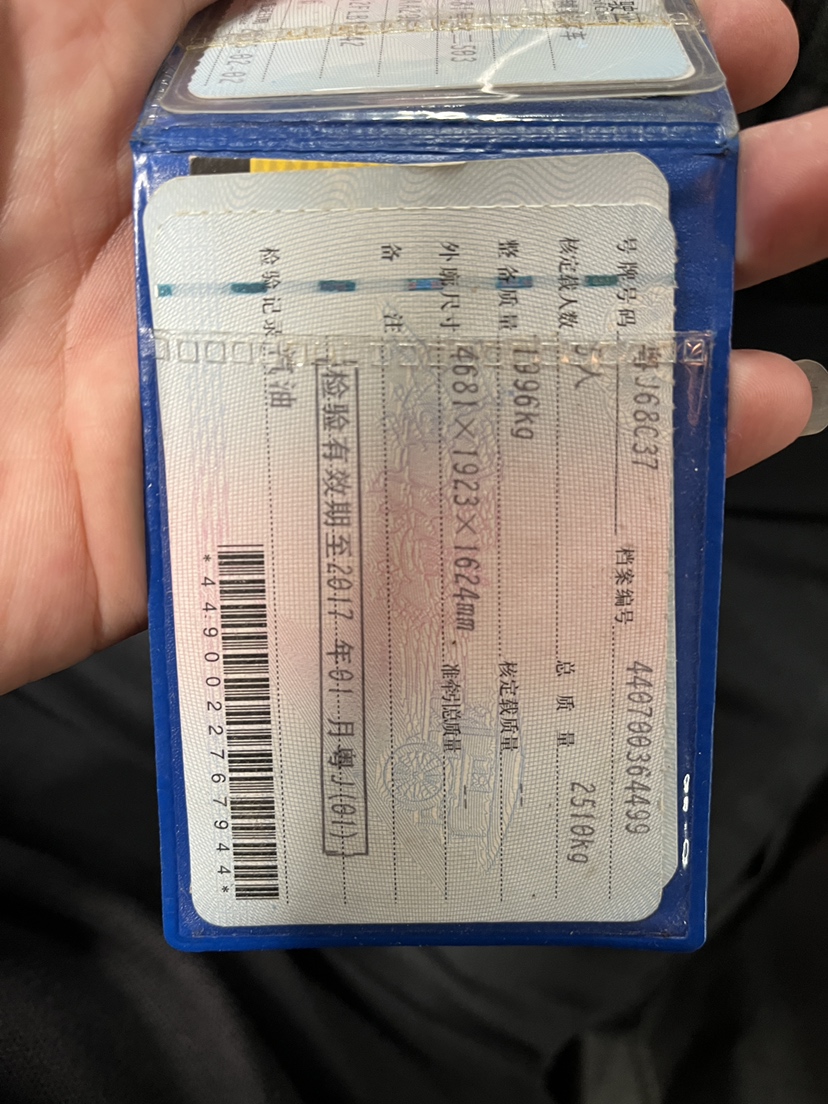 号牌号码 粤J68C37 档案编号 440700364499
核定载人数 5人 总质量 2510kg
整备质量 1996kg 核定载质量 --
外廓尺寸 4681×1923×1624mm 准牵引总质量 --
备注
检验有效期至2017年01月粤J(01)
检验记录 汽油
*4490022767944*